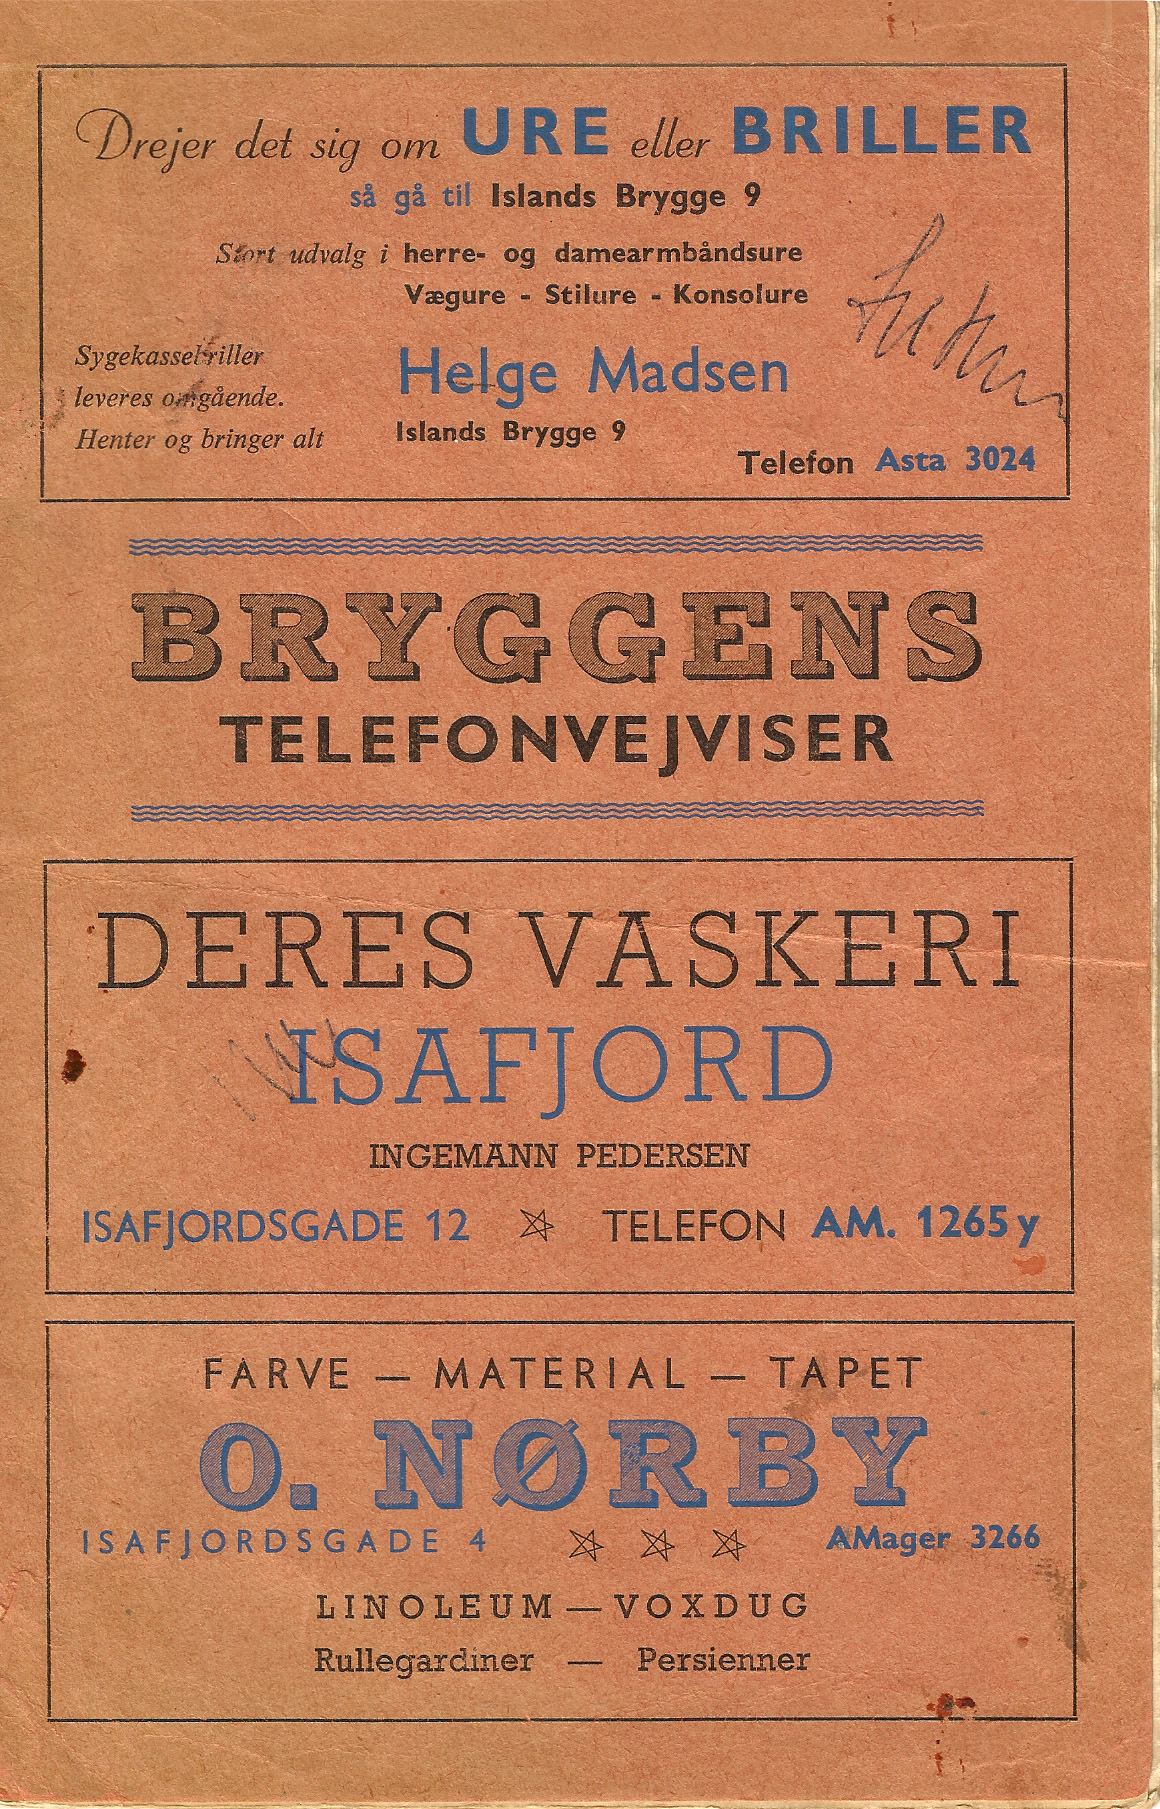 Drejer det sig om URE eller BRILLER
så gå til Islands Brygge 9
Stort udvalg i herre- og damearmbåndsure
Vægure - Stilure - Konsolure
Sygekassebriller
leveres omgående.
Henter og bringer alt
Helge Madsen
Islands Brygge 9
Telefon Asta 3024
BRYGGENS
TELEFONVEJVISER
DERES VASKERI
ISAFJORD
INGEMANN PEDERSEN
ISAFJORDSGADE 12 TELEFON AM. 1265 y
FARVE — MATERIAL — TAPET
O. NØRBY
ISAFJORDSGADE 4 AMager 3266
LINOLEUM — VOXDUG
Rullegardiner — Persienner